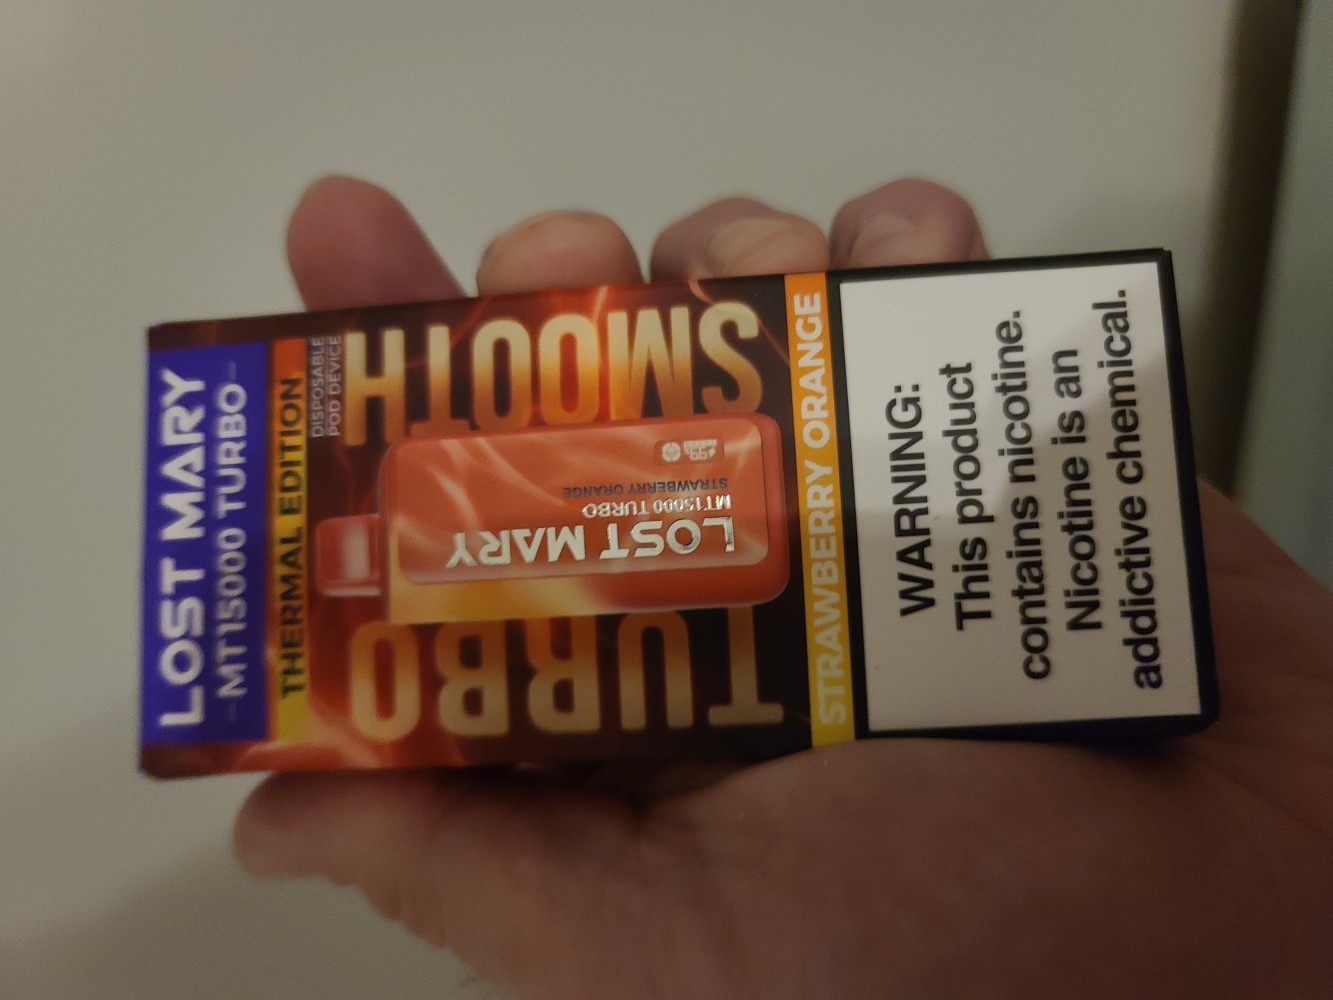 LOST MARY
MT15000 TURBO
THERMAL EDITION
DISPOSABLE
POD DEVICE
SMOOTH
TURBO
LOST MARY
MT15000 TURBO
STRAWBERRY ORANGE
STRAWBERRY ORANGE
WARNING:
This product
contains nicotine.
Nicotine is an
addictive chemical.